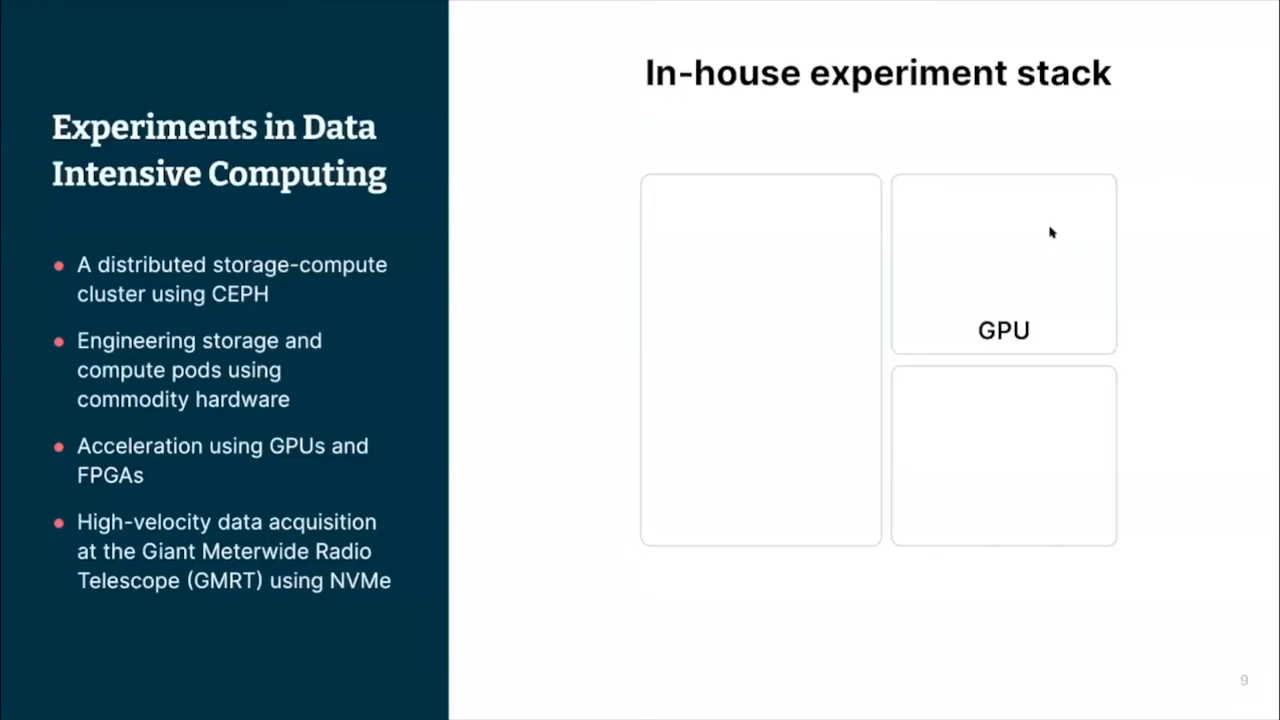 Experiments in Data
Intensive Computing
A distributed storage-compute
cluster using CEPH
Engineering storage and
compute pods using
commodity hardware
Acceleration using GPUs and
FPGAs
High-velocity data acquisition
at the Giant Meterwide Radio
Telescope (GMRT) using NVMe
In-house experiment stack
GPU
9